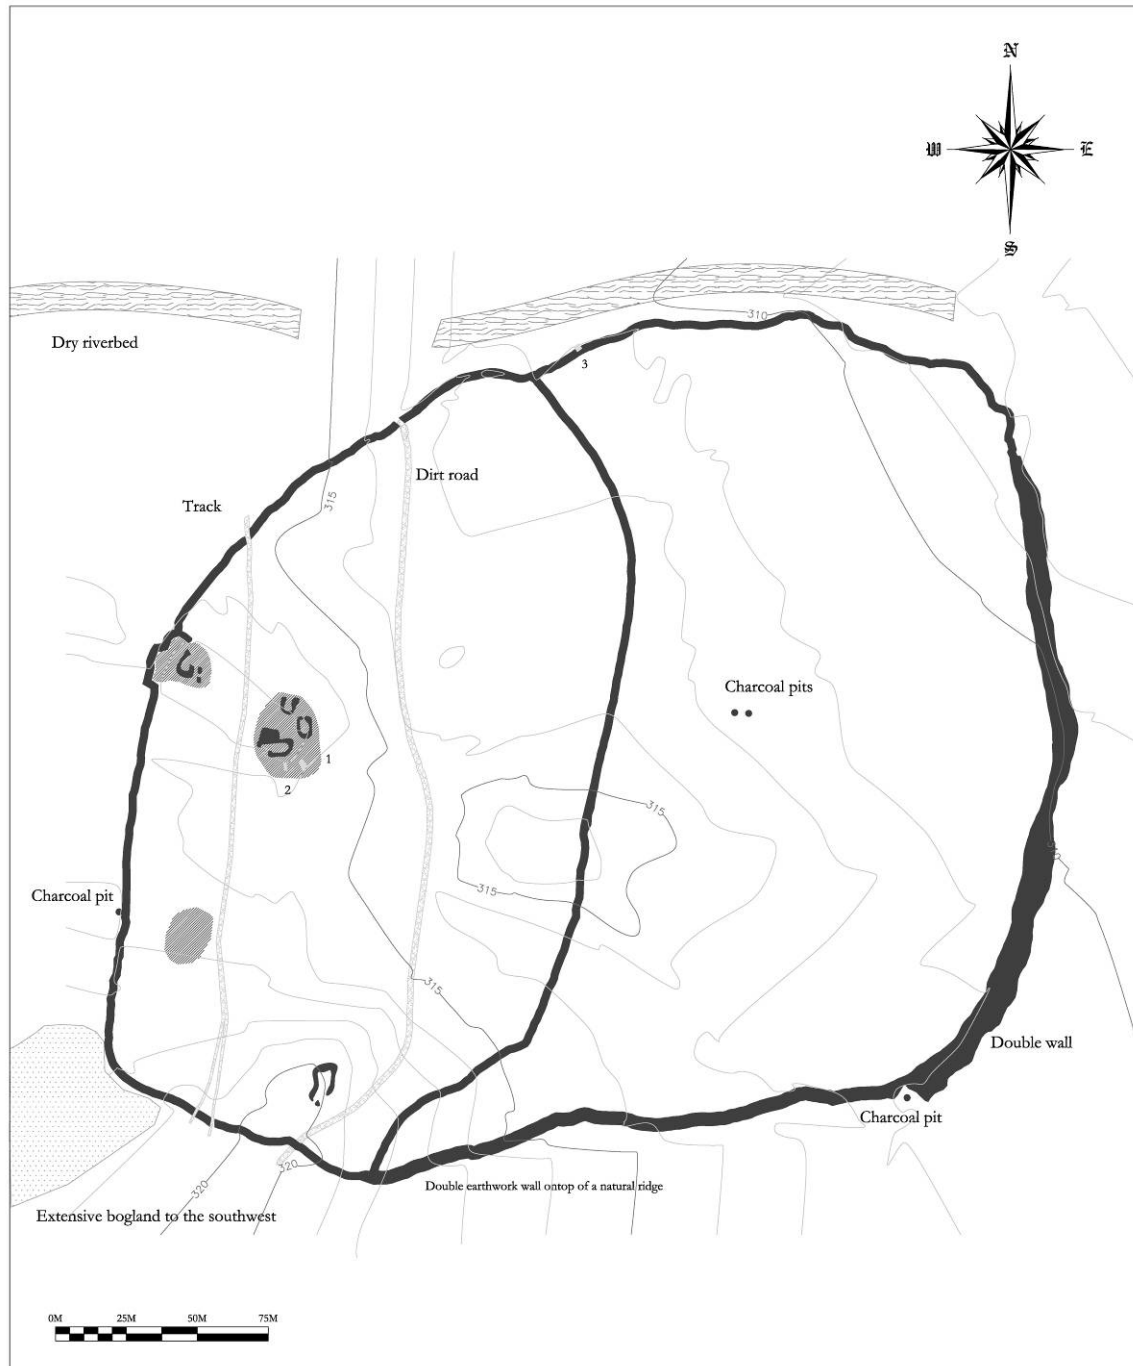 N
W
E
S
310
Dry riverbed
3
Dirt road
315
Track
Charcoal pits
1
2
315
310
Charcoal pit
315
315
Double wall
Charcoal pit
320
320
Double earthwork wall ontop of a natural ridge
Extensive bogland to the southwest
0M 25M 50M 75M